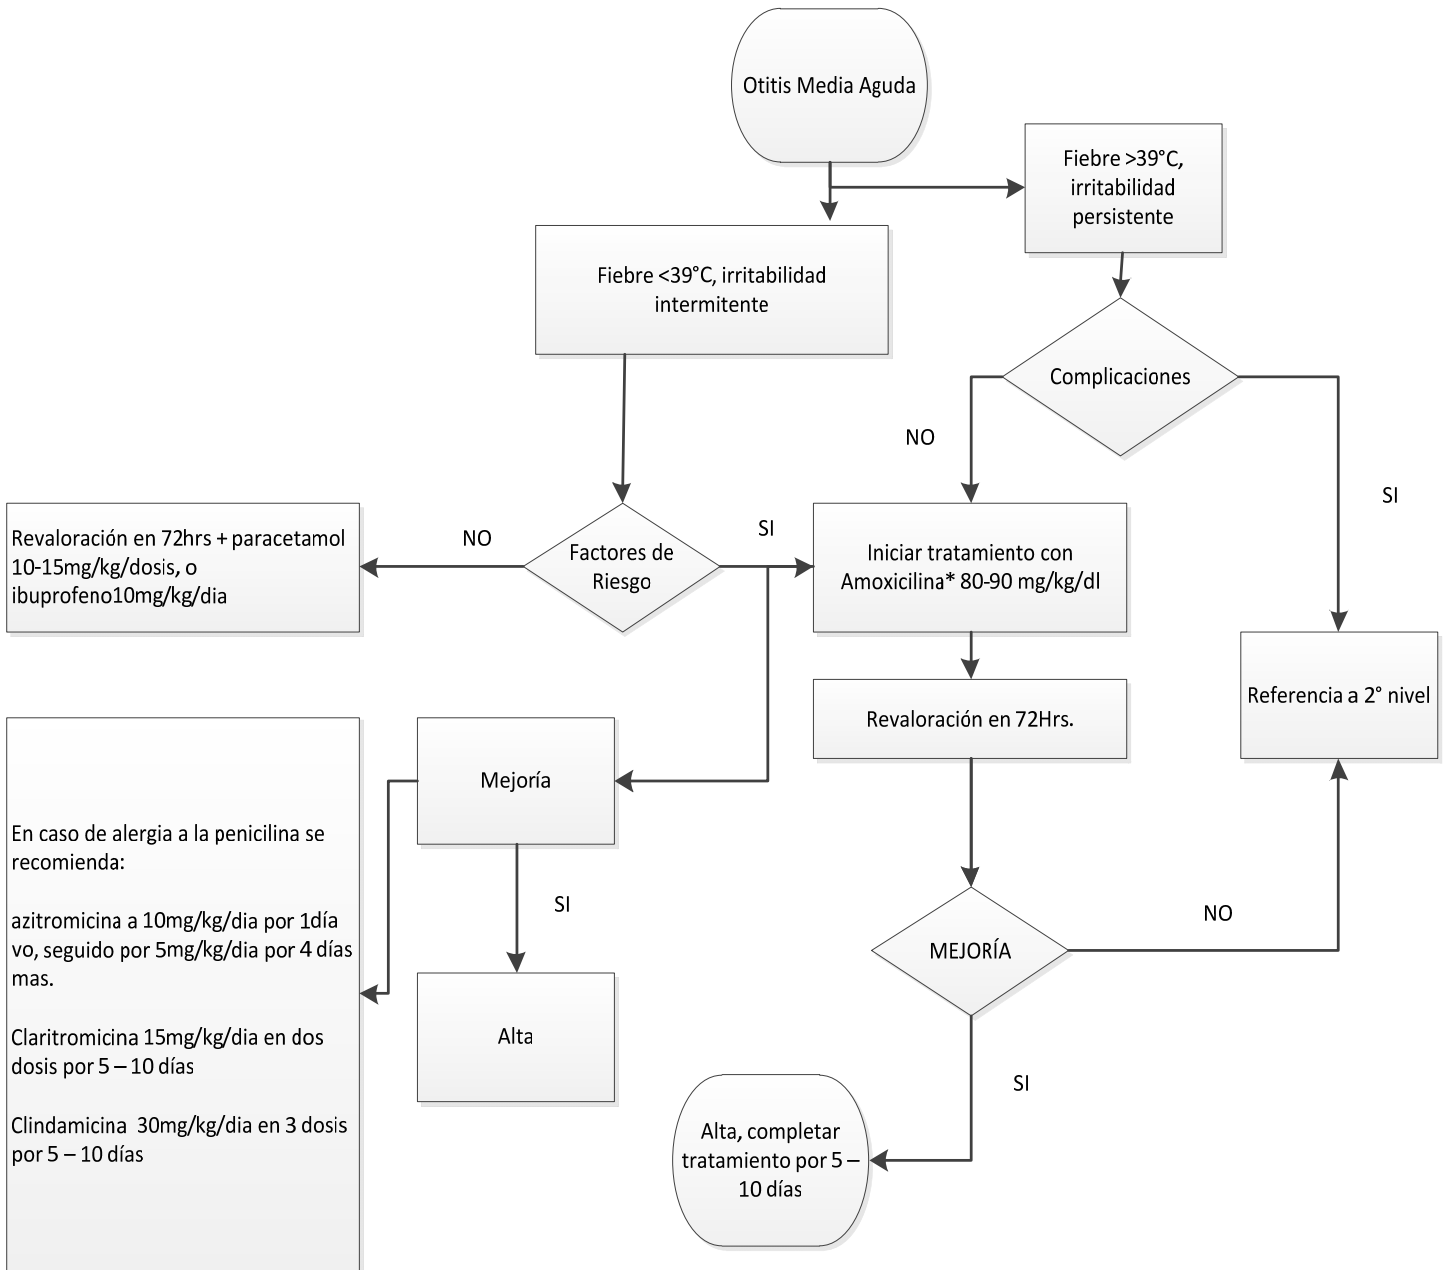 Otitis Media Aguda
Fiebre >39°C,
irritabilidad
persistente
Fiebre <39°C, irritabilidad
intermitente
Complicaciones
NO
SI
Revaloración en 72hrs + paracetamol
10-15mg/kg/dosis, o
ibuprofeno10mg/kg/dia
NO
Factores de
Riesgo
SI
Iniciar tratamiento con
Amoxicilina* 80-90 mg/kg/dl
Referencia a 2° nivel
Revaloración en 72Hrs.
Mejoría
En caso de alergia a la penicilina se
recomienda:
azitromicina a 10mg/kg/dia por 1día
vo, seguido por 5mg/kg/dia por 4 días
mas.
Claritromicina 15mg/kg/dia en dos
dosis por 5 – 10 días
Clindamicina 30mg/kg/dia en 3 dosis
por 5 – 10 días
SI
NO
MEJORÍA
Alta
SI
Alta, completar
tratamiento por 5 –
10 días